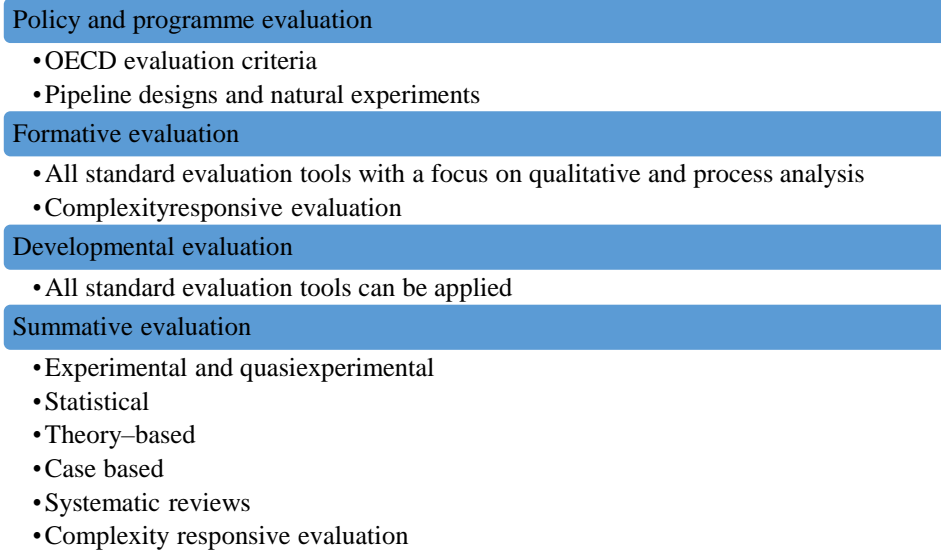 Policy and programme evaluation
•OECD evaluation criteria
•Pipeline designs and natural experiments
Formative evaluation
•All standard evaluation tools with a focus on qualitative and process analysis
•Complexityresponsive evaluation
Developmental evaluation
•All standard evaluation tools can be applied
Summative evaluation
•Experimental and quasiexperimental
•Statistical
•Theory–based
•Case based
•Systematic reviews
•Complexity responsive evaluation